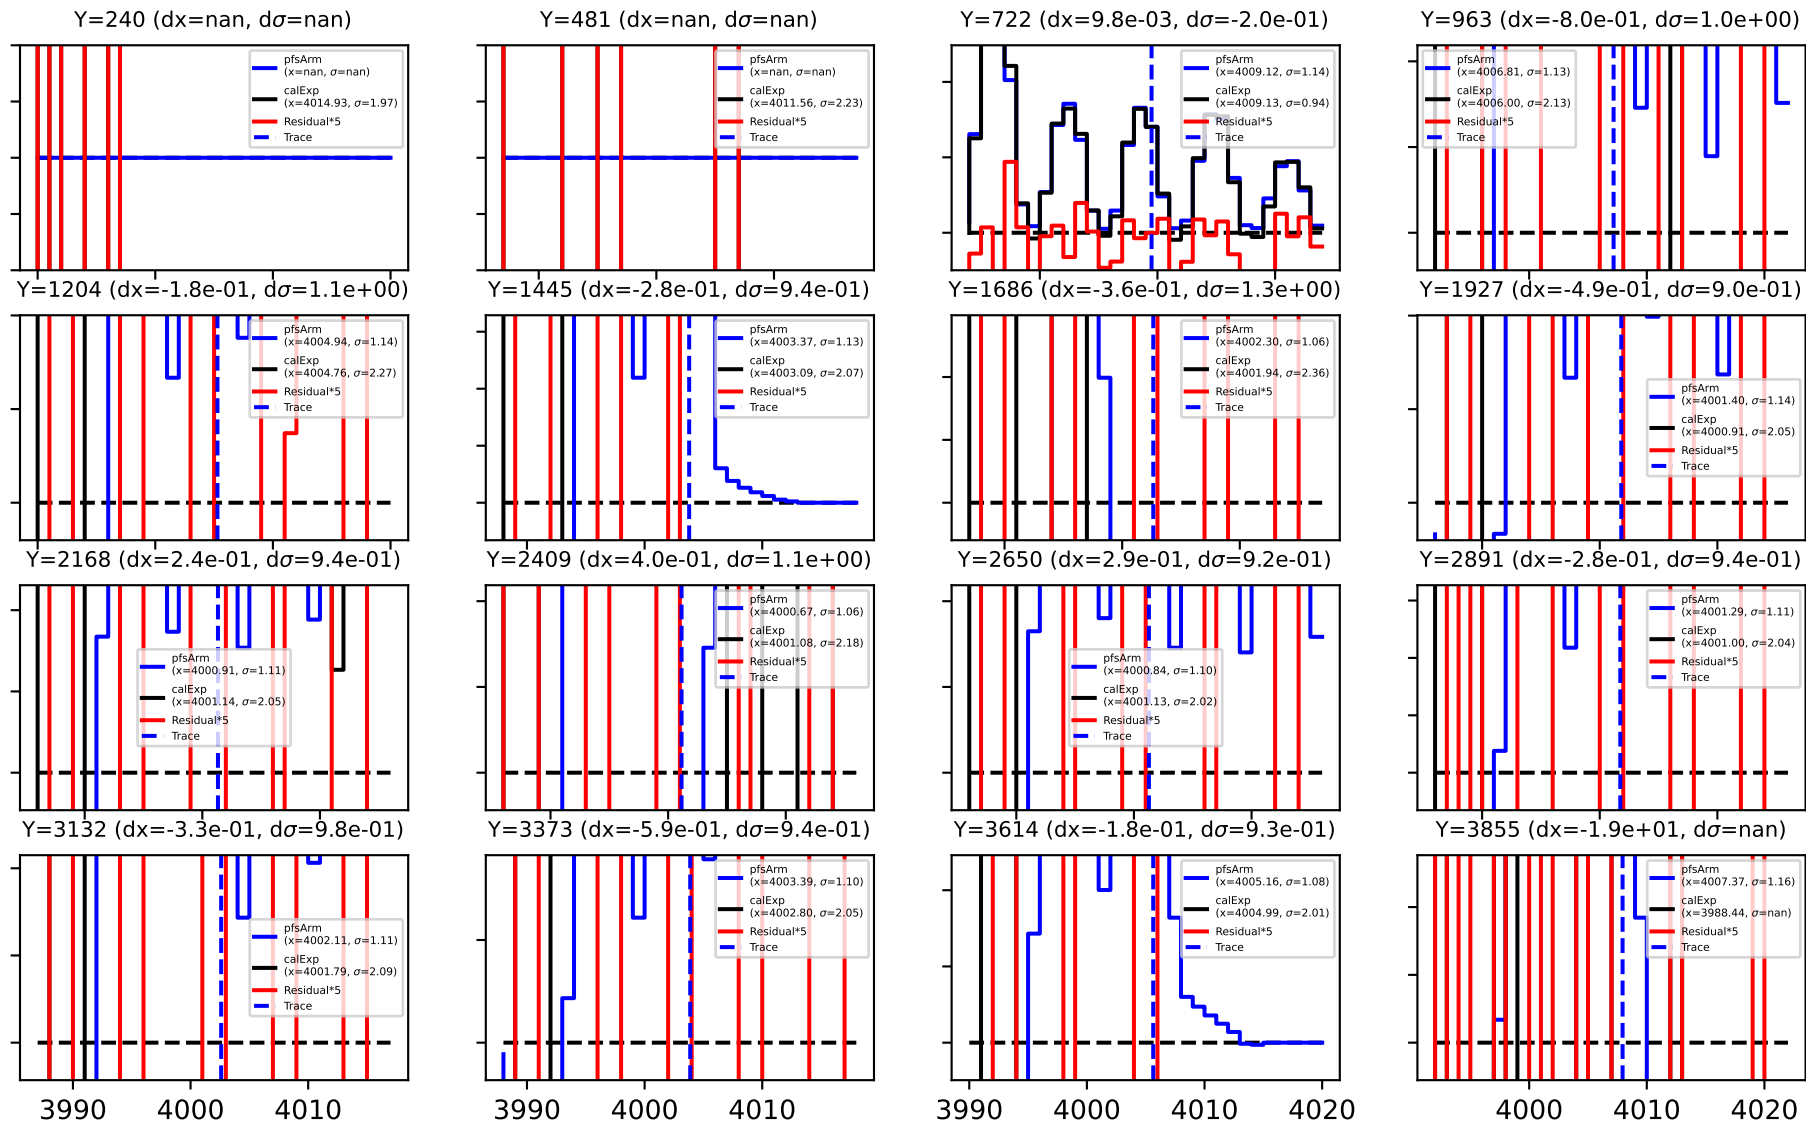 Y=240 (dx=nan, dσ=nan)
pfsArm
(x=nan, σ=nan)
calExp
(x=4014.93, σ=1.97)
Residual*5
Trace
Y=481 (dx=nan, dσ=nan)
pfsArm
(x=nan, σ=nan)
calExp
(x=4011.56, σ=2.23)
Residual*5
Trace
Y=722 (dx=9.8e-03, dσ=-2.0e-01)
pfsArm
(x=4009.12, σ=1.14)
calExp
(x=4009.13, σ=0.94)
Residual*5
Trace
Y=963 (dx=-8.0e-01, dσ=1.0e+00)
pfsArm
(x=4006.81, σ=1.13)
calExp
(x=4006.00, σ=2.13)
Residual*5
Trace
Y=1204 (dx=-1.8e-01, dσ=1.1e+00)
pfsArm
(x=4004.94, σ=1.14)
calExp
(x=4004.76, σ=2.27)
Residual*5
Trace
Y=1445 (dx=-2.8e-01, dσ=9.4e-01)
pfsArm
(x=4003.37, σ=1.13)
calExp
(x=4003.09, σ=2.07)
Residual*5
Trace
Y=1686 (dx=-3.6e-01, dσ=1.3e+00)
pfsArm
(x=4002.30, σ=1.06)
calExp
(x=4001.94, σ=2.36)
Residual*5
Trace
Y=1927 (dx=-4.9e-01, dσ=9.0e-01)
pfsArm
(x=4001.40, σ=1.14)
calExp
(x=4000.91, σ=2.05)
Residual*5
Trace
Y=2168 (dx=2.4e-01, dσ=9.4e-01)
pfsArm
(x=4000.91, σ=1.11)
calExp
(x=4001.14, σ=2.05)
Residual*5
Trace
Y=2409 (dx=4.0e-01, dσ=1.1e+00)
pfsArm
(x=4000.67, σ=1.06)
calExp
(x=4001.08, σ=2.18)
Residual*5
Trace
Y=2650 (dx=2.9e-01, dσ=9.2e-01)
pfsArm
(x=4000.84, σ=1.10)
calExp
(x=4001.13, σ=2.02)
Residual*5
Trace
Y=2891 (dx=-2.8e-01, dσ=9.4e-01)
pfsArm
(x=4001.29, σ=1.11)
calExp
(x=4001.00, σ=2.04)
Residual*5
Trace
Y=3132 (dx=-3.3e-01, dσ=9.8e-01)
pfsArm
(x=4002.11, σ=1.11)
calExp
(x=4001.79, σ=2.09)
Residual*5
Trace
3990 4000 4010
Y=3373 (dx=-5.9e-01, dσ=9.4e-01)
pfsArm
(x=4003.39, σ=1.10)
calExp
(x=4002.80, σ=2.05)
Residual*5
Trace
3990 4000 4010
Y=3614 (dx=-1.8e-01, dσ=9.3e-01)
pfsArm
(x=4005.16, σ=1.08)
calExp
(x=4004.99, σ=2.01)
Residual*5
Trace
3990 4000 4010 4020
Y=3855 (dx=-1.9e+01, dσ=nan)
pfsArm
(x=4007.37, σ=1.16)
calExp
(x=3988.44, σ=nan)
Residual*5
Trace
4000 4010 4020